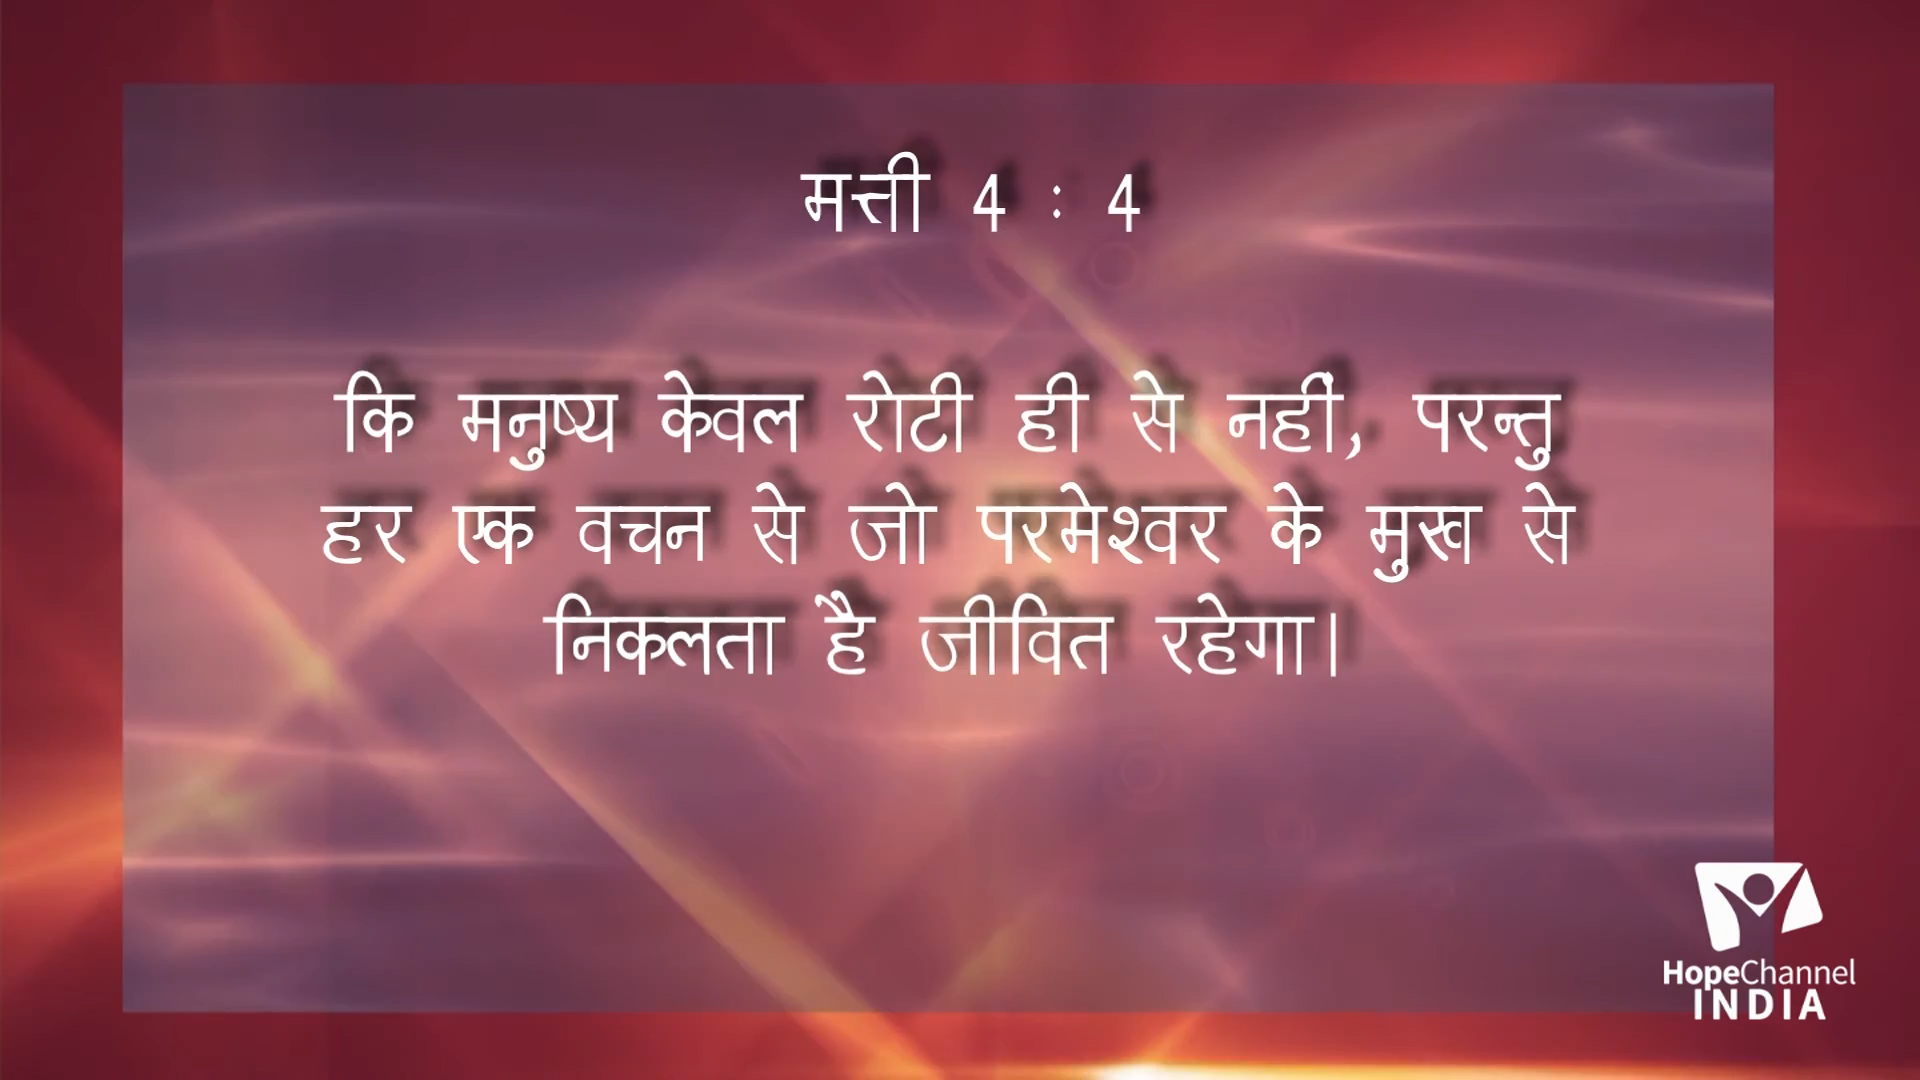 मत्ती 4 : 4
कि मनुष्य केवल रोटी ही से नहीं, परन्तु
हर एक वचन से जो परमेश्वर के मुख से
निकलता है जीवित रहेगा।
HopeChannel
INDIA